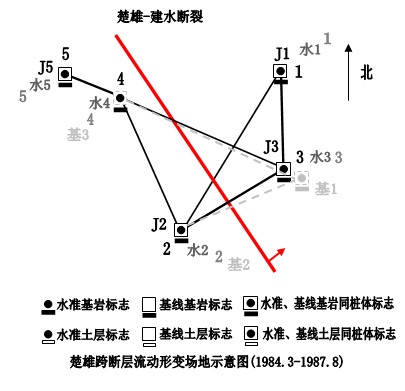 楚雄-建水断裂
J1
水1
1
1
北
J5
5
5
水5
4
水4
4
基3
J3
3
水3
3
基1
J2
2
水2
2
基2
水准基岩标志 基线基岩标志 水准、基线基岩同桩体标志
水准土层标志 基线土层标志 水准、基线土层同桩体标志
楚雄跨断层流动形变场地示意图(1984.3-1987.8)